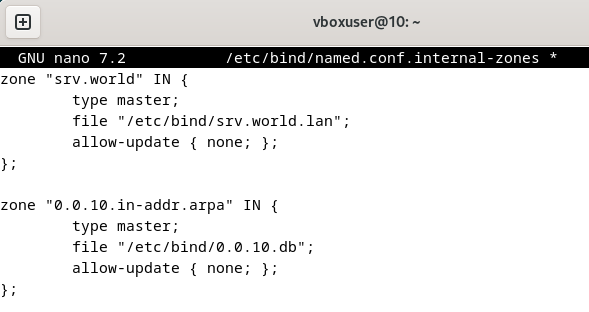 vboxuser@10: ~
GNU nano 7.2 /etc/bind/named.conf.internal-zones *
zone "srv.world" IN {
        type master;
        file "/etc/bind/srv.world.lan";
        allow-update { none; };
};

zone "0.0.10.in-addr.arpa" IN {
        type master;
        file "/etc/bind/0.0.10.db";
        allow-update { none; };
};